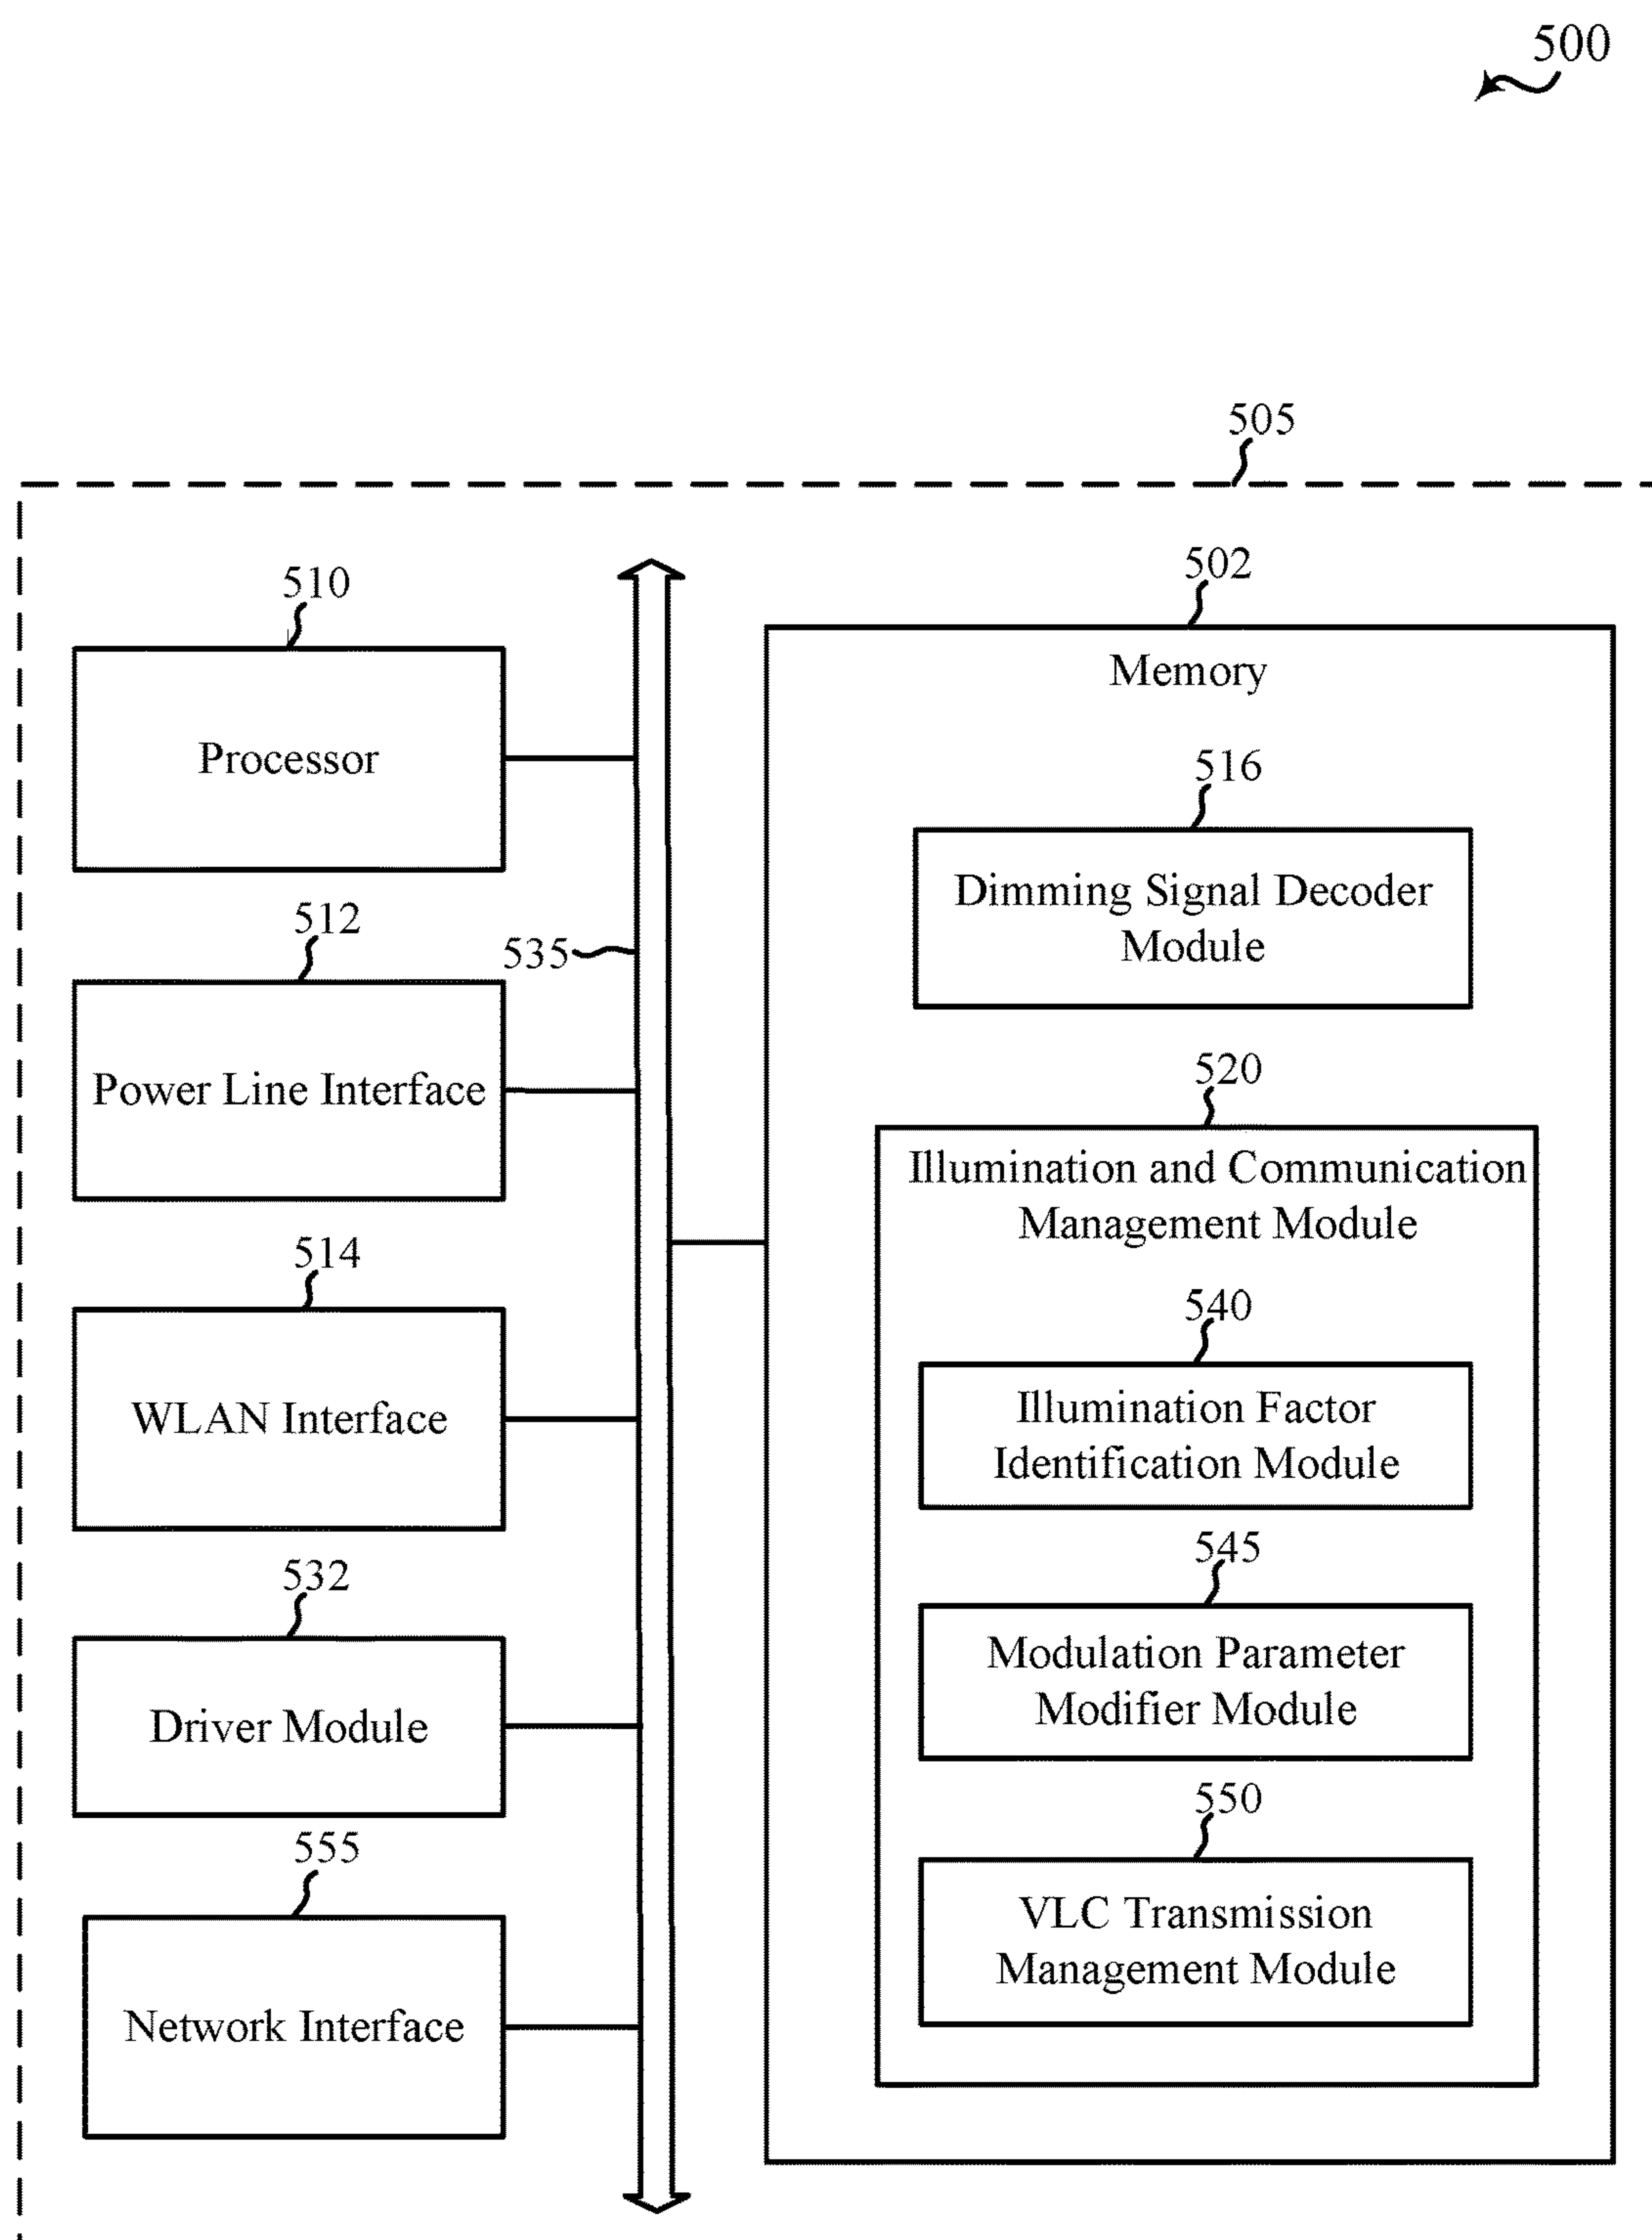 500
505
510
Processor
512
535
Power Line Interface
514
WLAN Interface
532
Driver Module
555
Network Interface
502
Memory
516
Dimming Signal Decoder
Module
520
Illumination and Communication
Management Module
540
Illumination Factor
Identification Module
545
Modulation Parameter
Modifier Module
550
VLC Transmission
Management Module